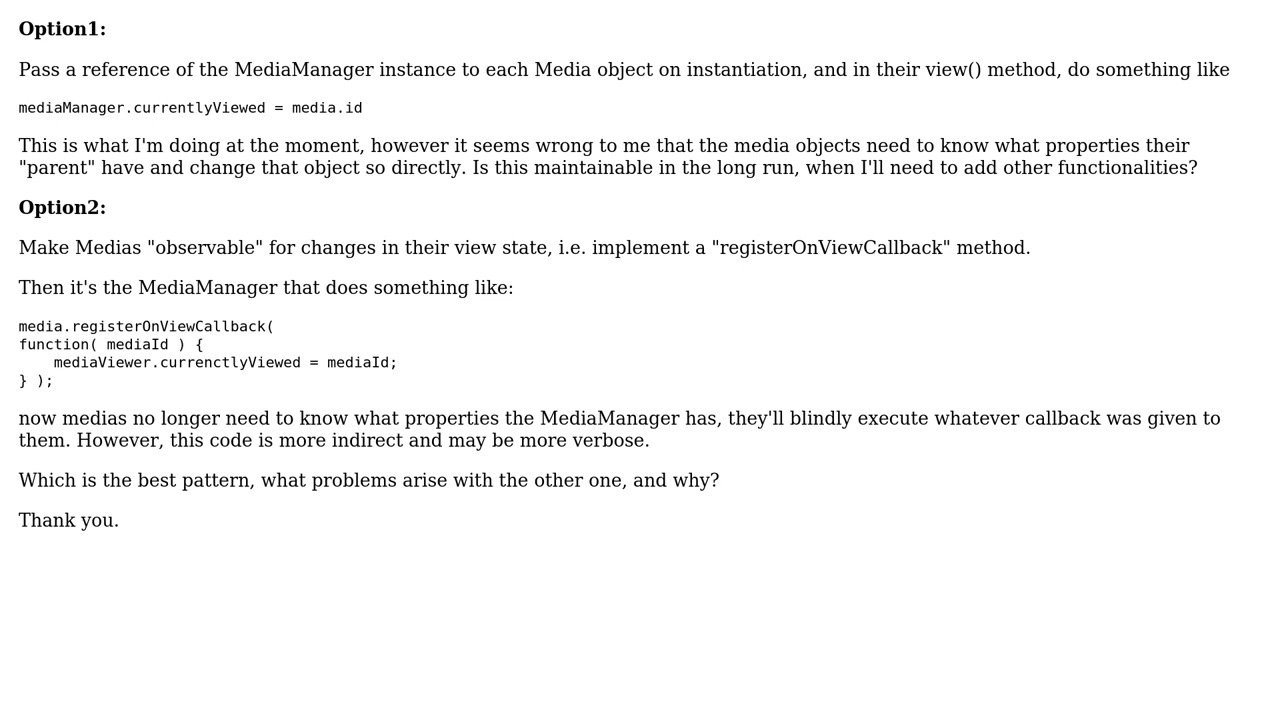 Option1:
Pass a reference of the MediaManager instance to each Media object on instantiation, and in their view() method, do something like
mediaManager.currentlyViewed = media.id
This is what I'm doing at the moment, however it seems wrong to me that the media objects need to know what properties their
"parent" have and change that object so directly. Is this maintainable in the long run, when I'll need to add other functionalities?
Option2:
Make Medias "observable" for changes in their view state, i.e. implement a "registerOnViewCallback" method.
Then it's the MediaManager that does something like:
media.registerOnViewCallback(
function( mediaId ) {
    mediaViewer.currenctlyViewed = mediaId;
} );
now medias no longer need to know what properties the MediaManager has, they'll blindly execute whatever callback was given to
them. However, this code is more indirect and may be more verbose.
Which is the best pattern, what problems arise with the other one, and why?
Thank you.